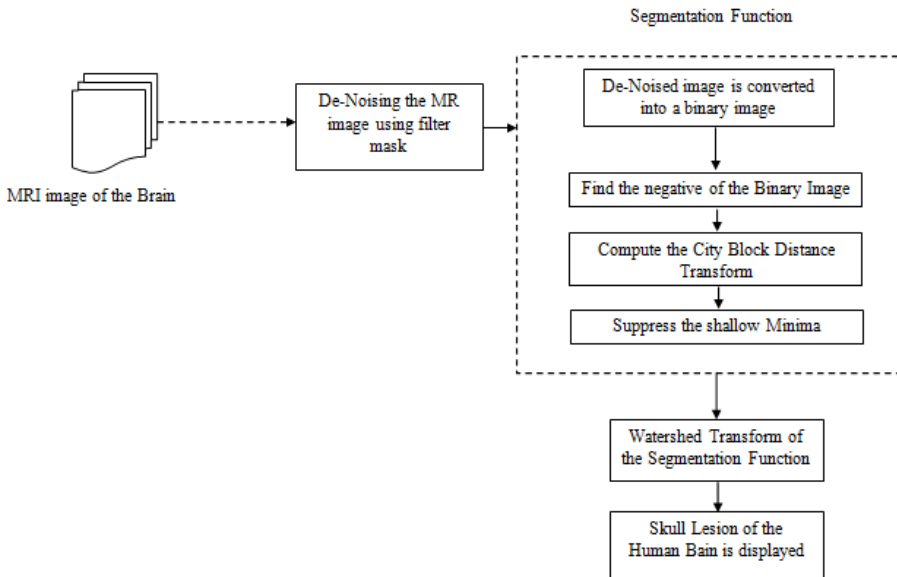 Segmentation Function
MRI image of the Brain
De-Noising the MR
image using filter
mask
De-Noised image is converted
into a binary image
Find the negative of the Binary Image
Compute the City Block Distance
Transform
Suppress the shallow Minima
Watershed Transform of
the Segmentation Function
Skull Lesion of the
Human Bain is displayed